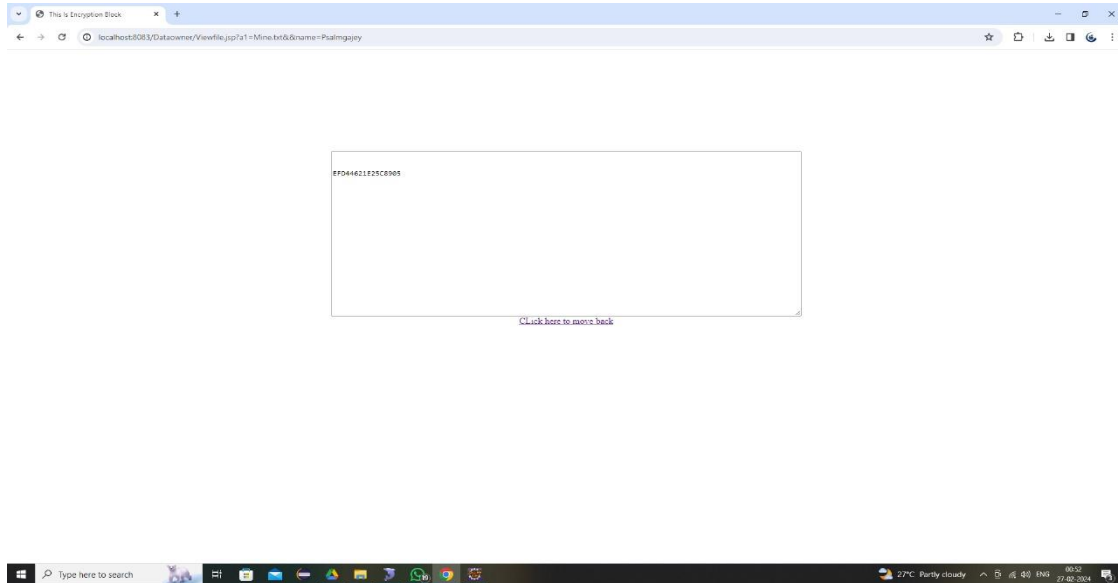 This Is Encryption Block
localhost:8083/Dataowner/Viewfile.jsp?a1=Mine.txt&&name=Psalmgajey
EFD44621E25C8905
CLick here to move back
Type here to search
27°C Partly cloudy
ENG
00:52
27-02-2024